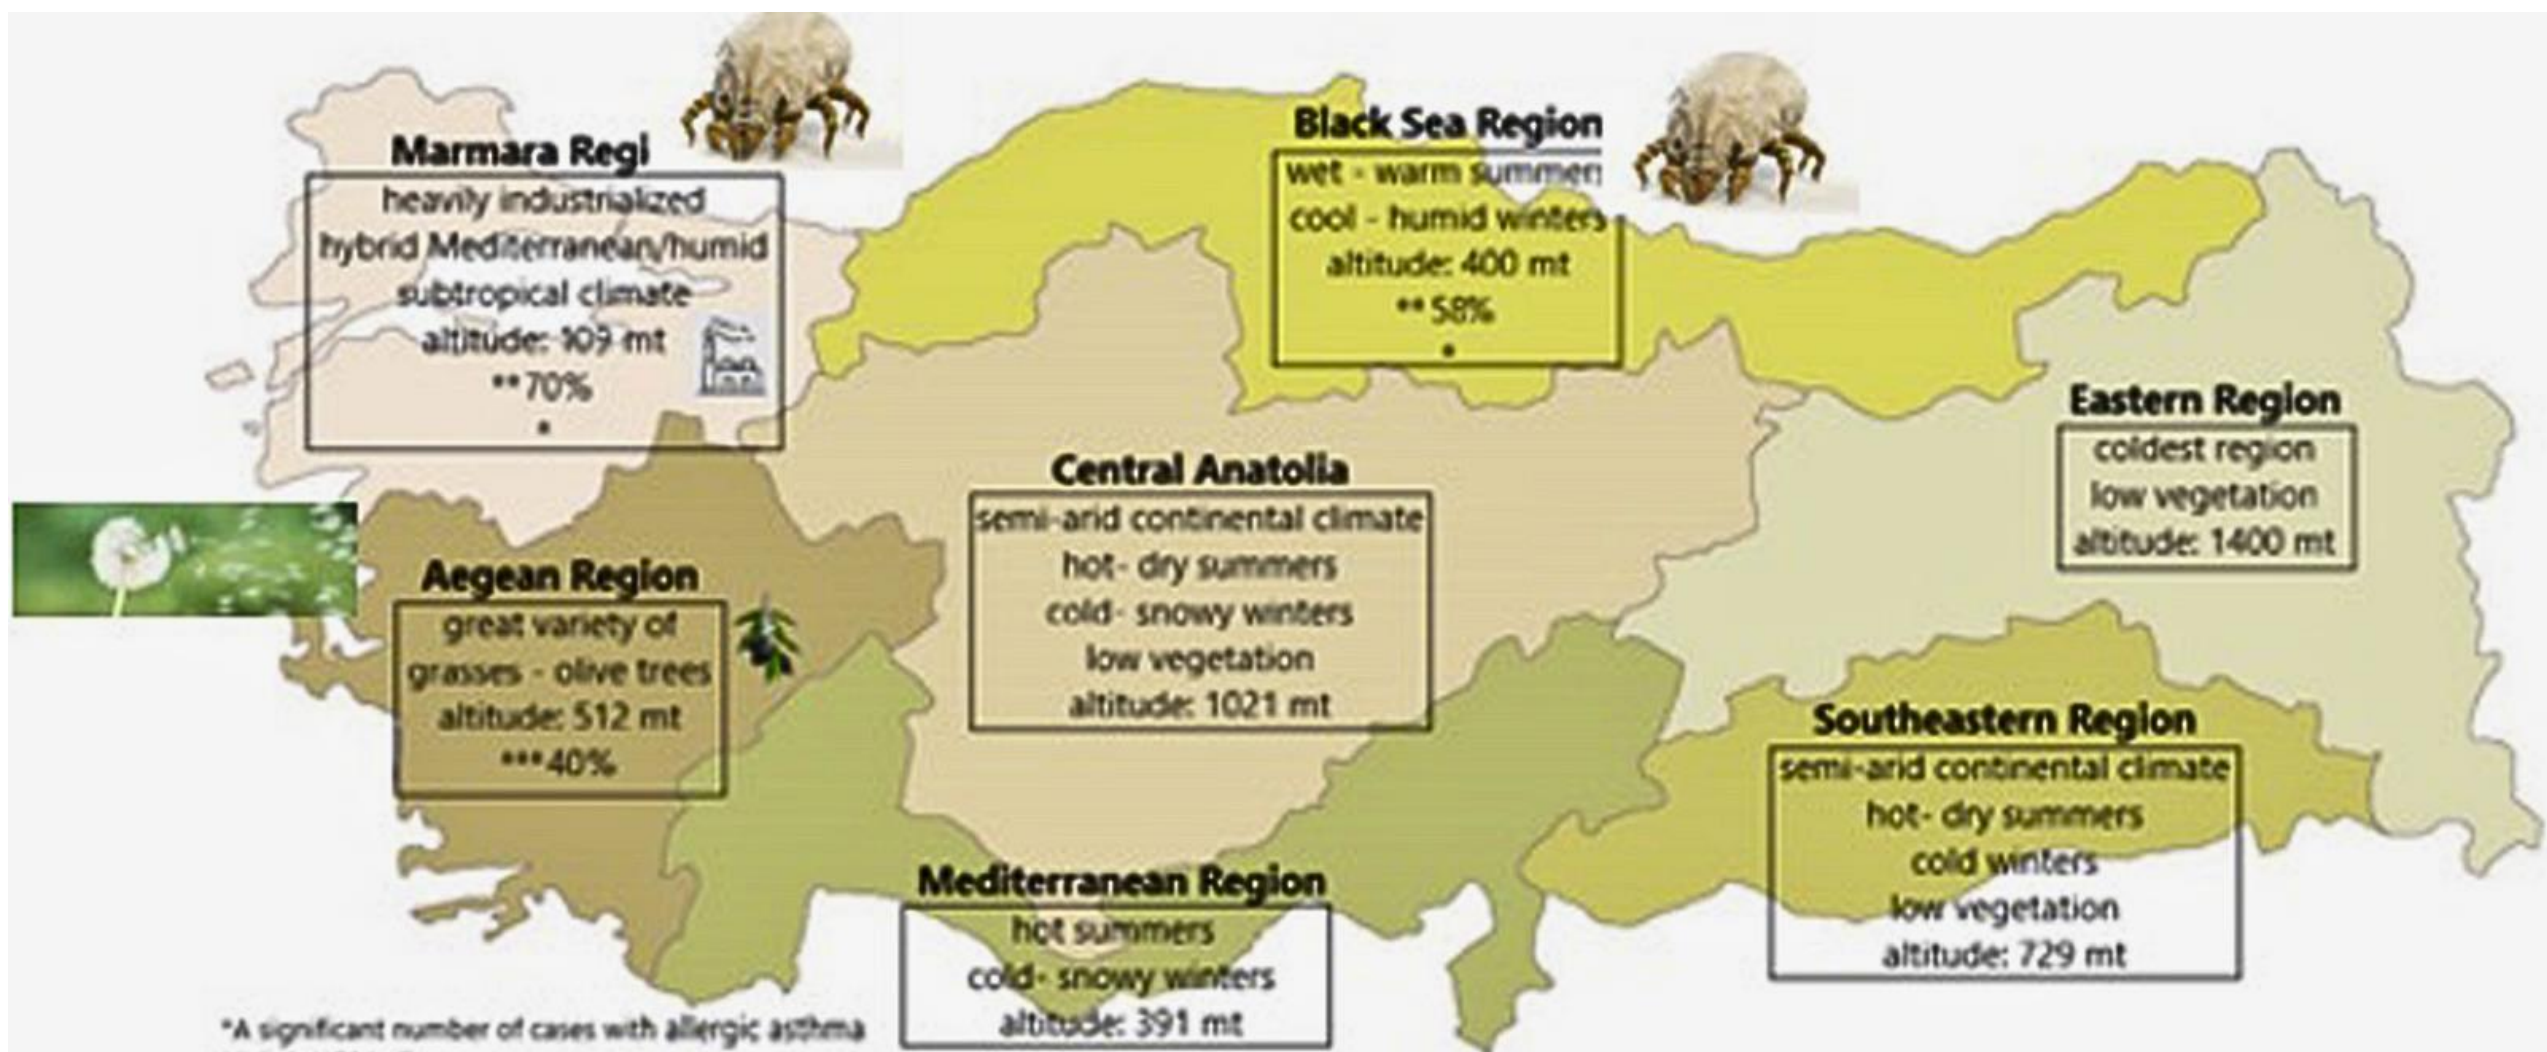 Marmara Regi
heavily industrialized
hybrid Mediterranean/humid
subtropical climate
altitude: 109 mt
**70%
*
Black Sea Region
wet - warm summer
cool - humid winters
altitude: 400 mt
**58%
*
Eastern Region
coldest region
low vegetation
altitude: 1400 mt
Central Anatolia
semi-arid continental climate
hot- dry summers
cold- snowy winters
low vegetation
altitude: 1021 mt
Aegean Region
great variety of
grasses - olive trees
altitude: 512 mt
***40%
Southeastern Region
semi-arid continental climate
hot- dry summers
cold winters
low vegetation
altitude: 729 mt
Mediterranean Region
hot summers
cold- snowy winters
altitude: 391 mt
*A significant number of cases with allergic asthma